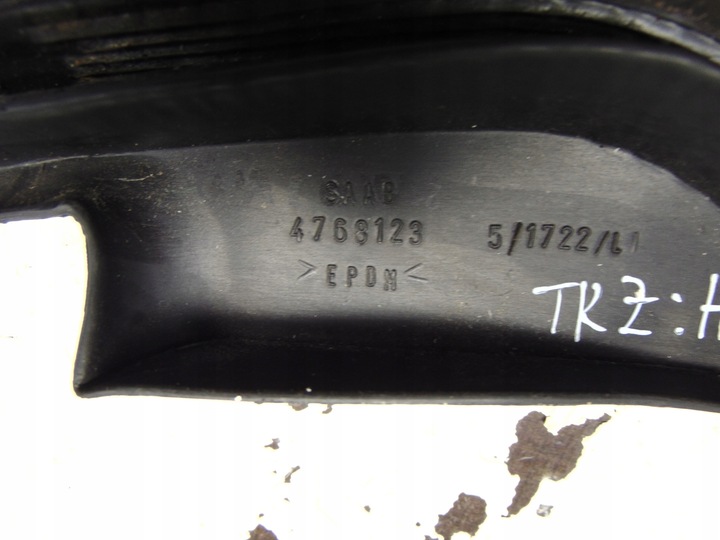 SAAB
4768123 5/1722/
>EPDM<
TKZ: H